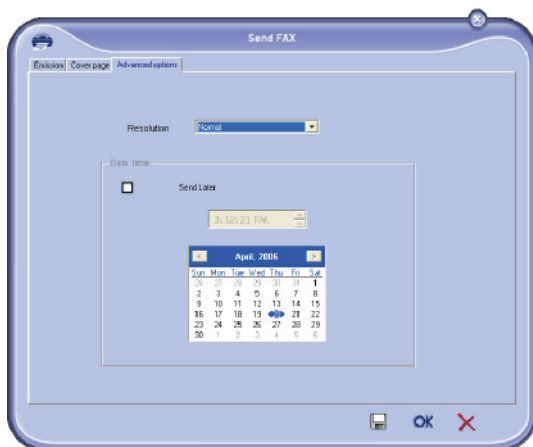 Send FAX
Emission Cover page Advanced options
Resolution Normal
Date time
Send Later
3:12:21 PM
April, 2006
Sun Mon Tue Wed Thu Fri Sat
26 27 28 29 30 31 1
2 3 4 5 6 7 8
9 10 11 12 13 14 15
16 17 18 19 20 21 22
23 24 25 26 27 28 29
30 1 2 3 4 5 6
OK